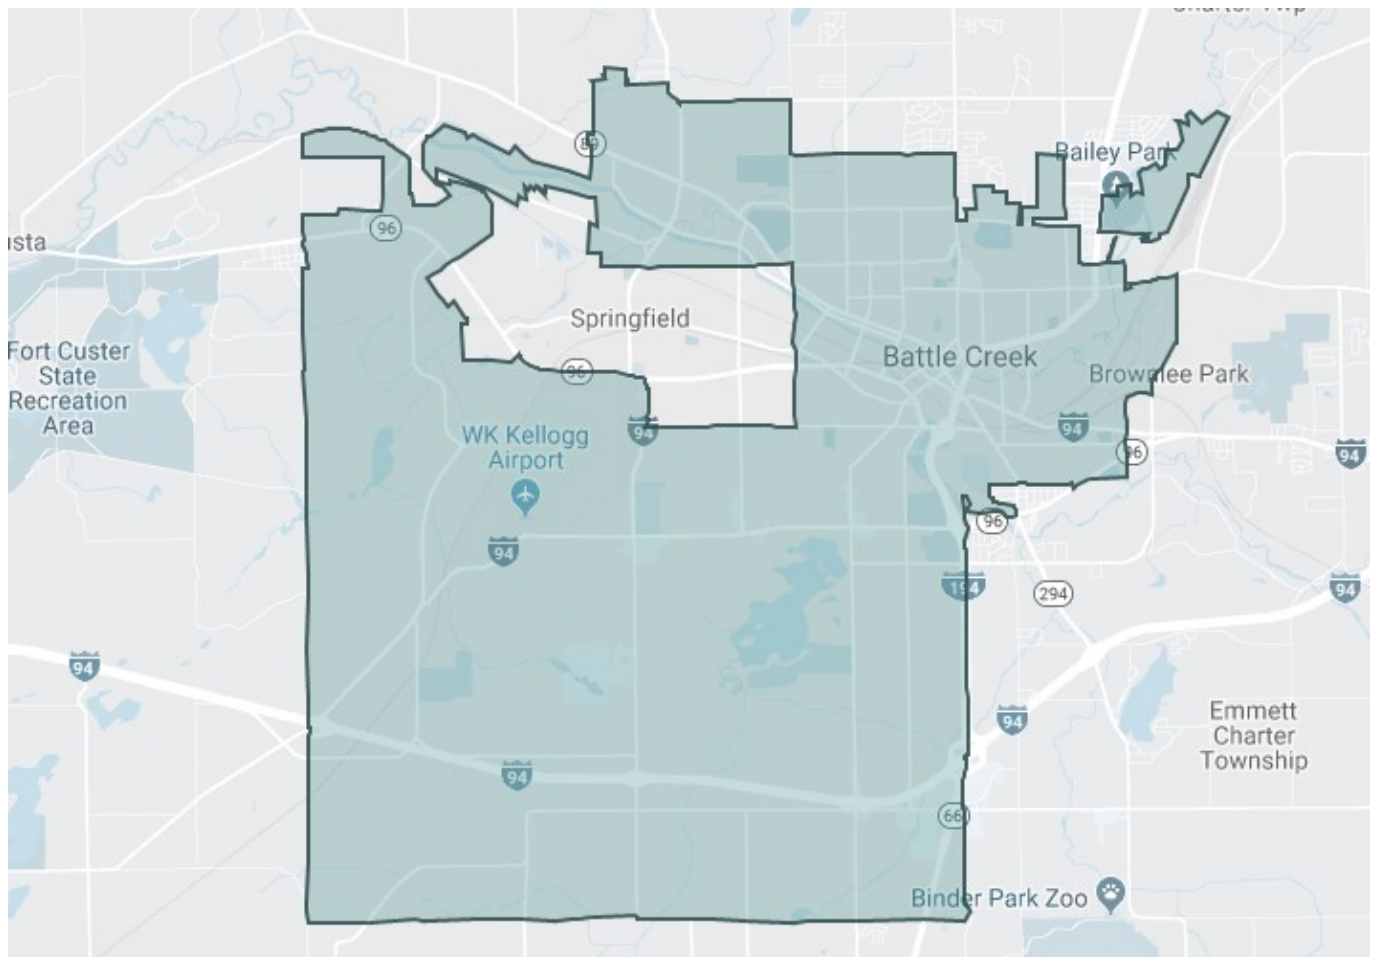 Charter Twp
89
Bailey Park
96
usta
Springfield
Battle Creek
Fort Custer
State
Recreation
Area
96
Brownlee Park
94
94
WK Kellogg
Airport
96
94
96
94
194
94
294
94
94
Emmett
Charter
Township
94
66
Binder Park Zoo